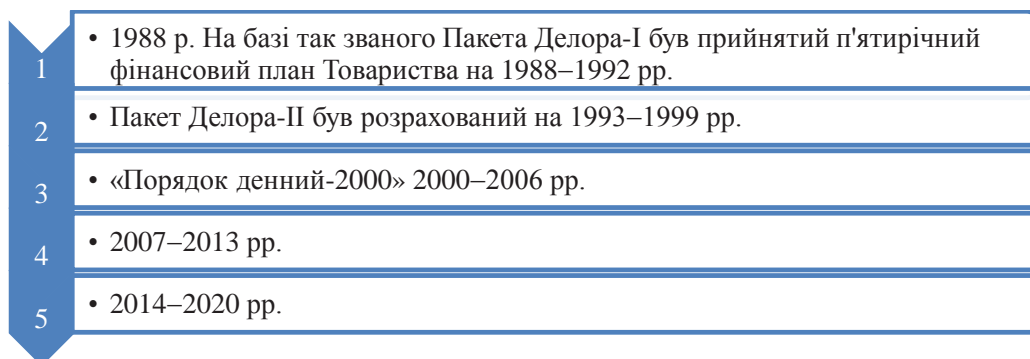 1
• 1988 р. На базі так званого Пакета Делора-І був прийнятий п'ятирічний
фінансовий план Товариства на 1988–1992 рр.
2
• Пакет Делора-ІІ був розрахований на 1993–1999 рр.
3
• «Порядок денний-2000» 2000–2006 рр.
4
• 2007–2013 рр.
5
• 2014–2020 рр.